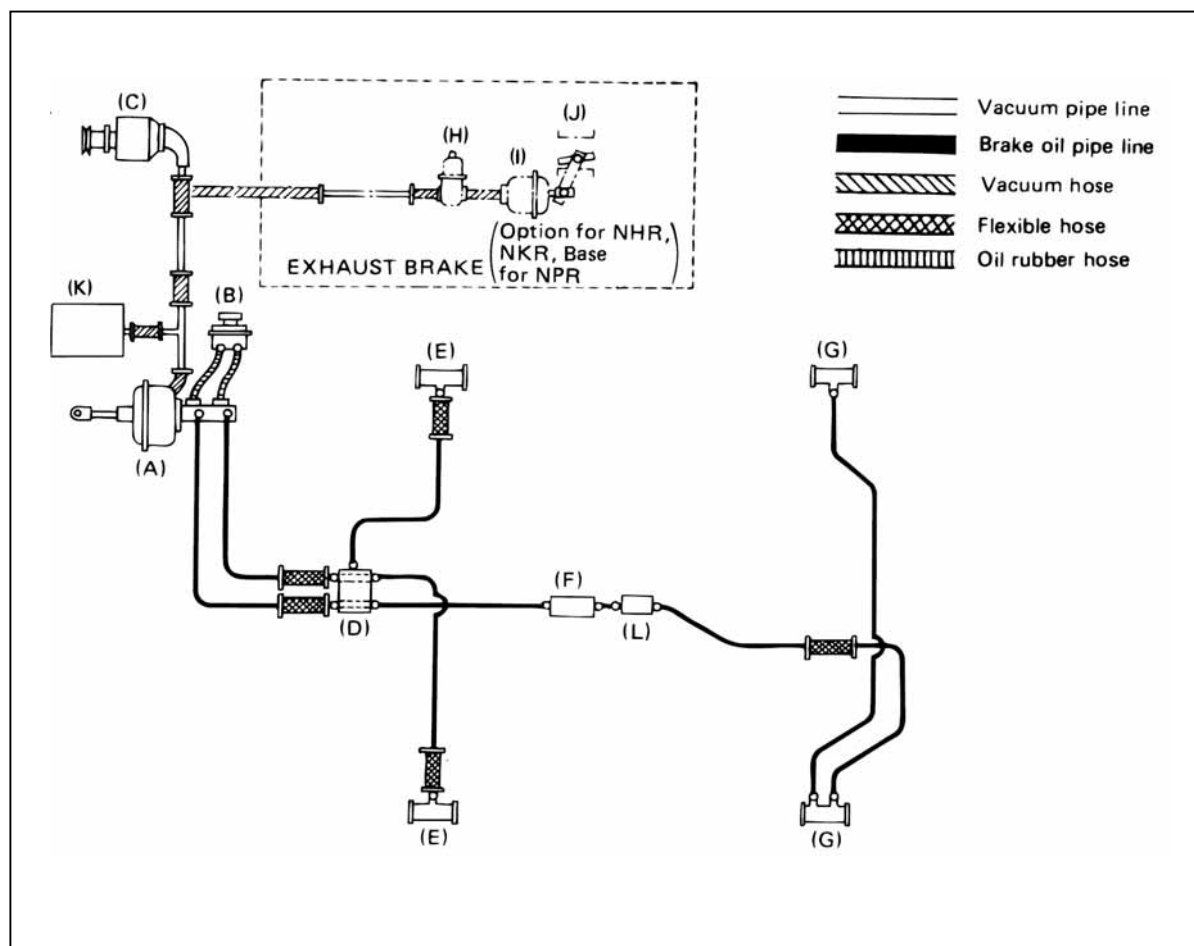 (C)
(H)
(J)
(I)
(Option for NHR,
NKR, Base
for NPR)
EXHAUST BRAKE
Vacuum pipe line
Brake oil pipe line
Vacuum hose
Flexible hose
Oil rubber hose
(K)
(B)
(A)
(E)
(G)
(D)
(F)
(L)
(E)
(G)